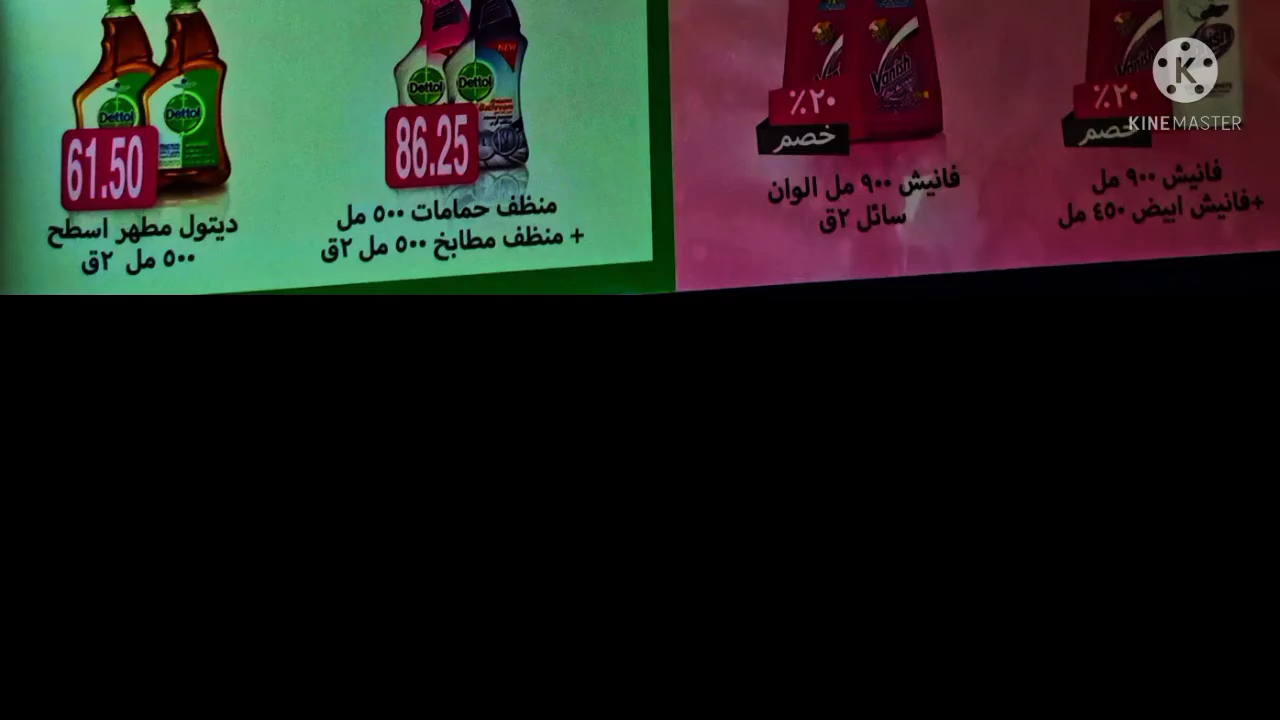 Dettol
Dettol
61.50
ديتول مطهر اسطح
٥٠٠ مل ٢ق
Dettol
Dettol
NEW
86.25
منظف حمامات ٥٠٠ مل
+ منظف مطابخ ٥٠٠ مل ٢ق
Vanish
٪٢٠
خصم
فانيش ٩٠٠ مل الوان
سائل ٢ق
Vanish
٪٢٠
خصم
فانيش ٩٠٠ مل
+فانيش ابيض ٤٥٠ مل
K
KINEMASTER